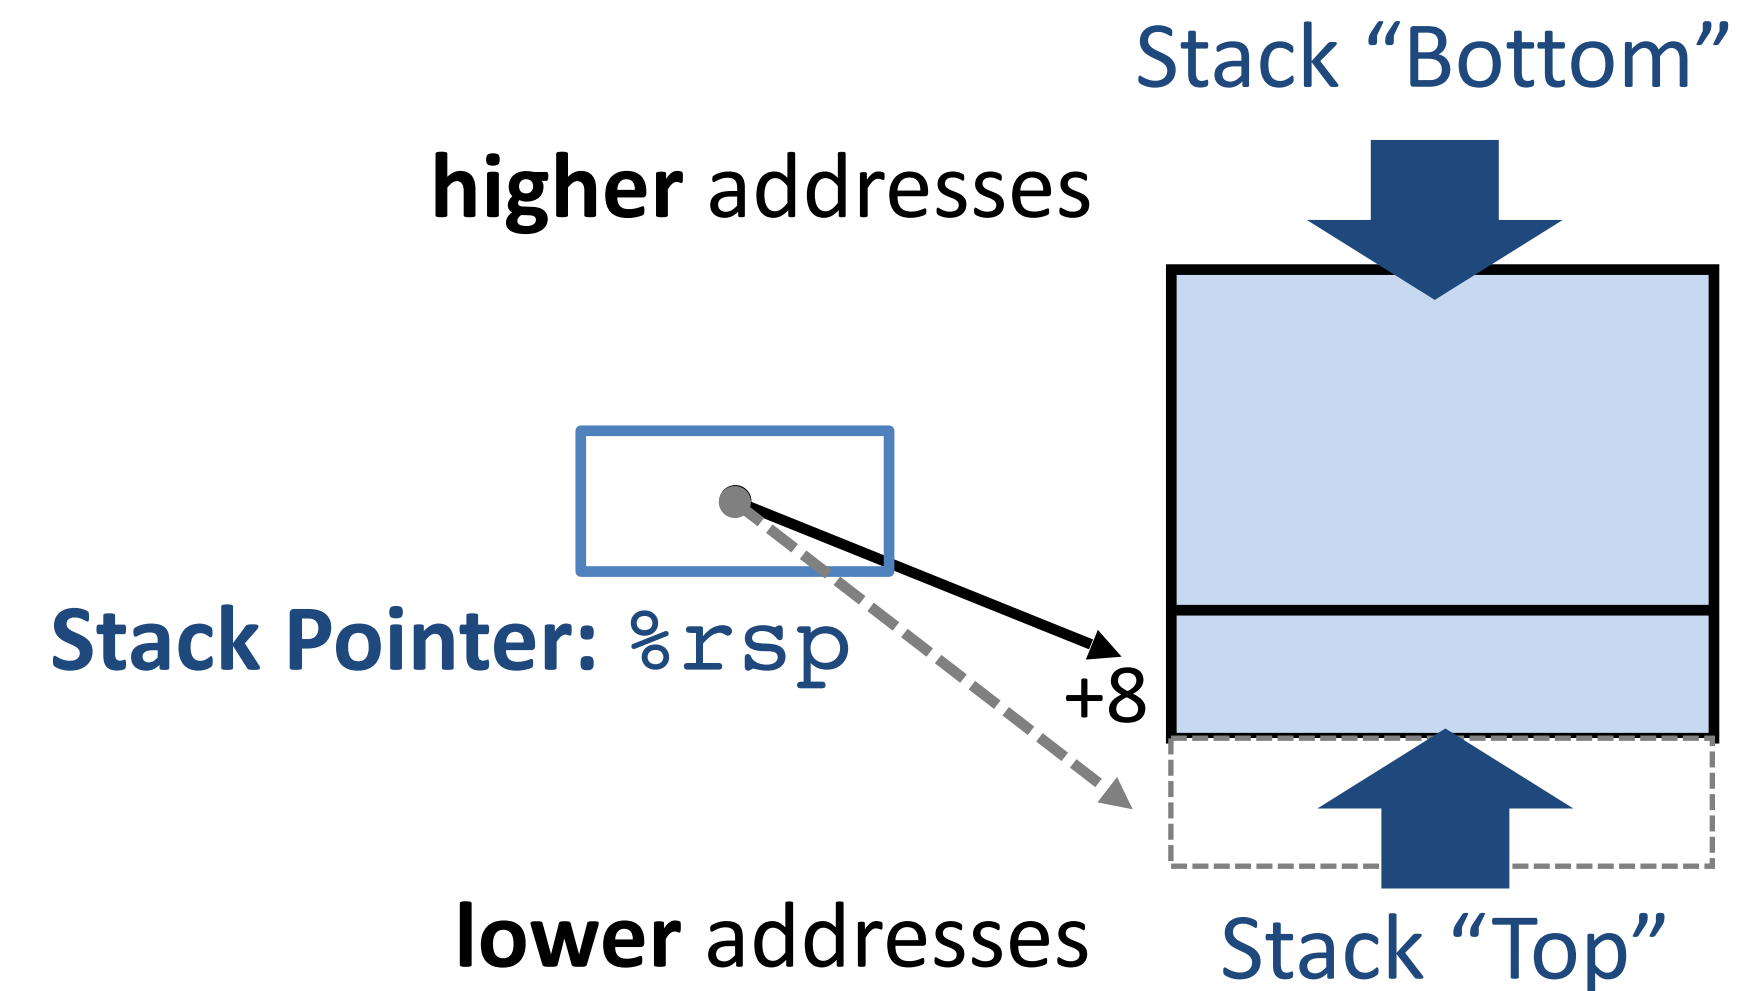 Stack “Bottom”
higher addresses
Stack Pointer: %rsp
+8
lower addresses
Stack “Top”